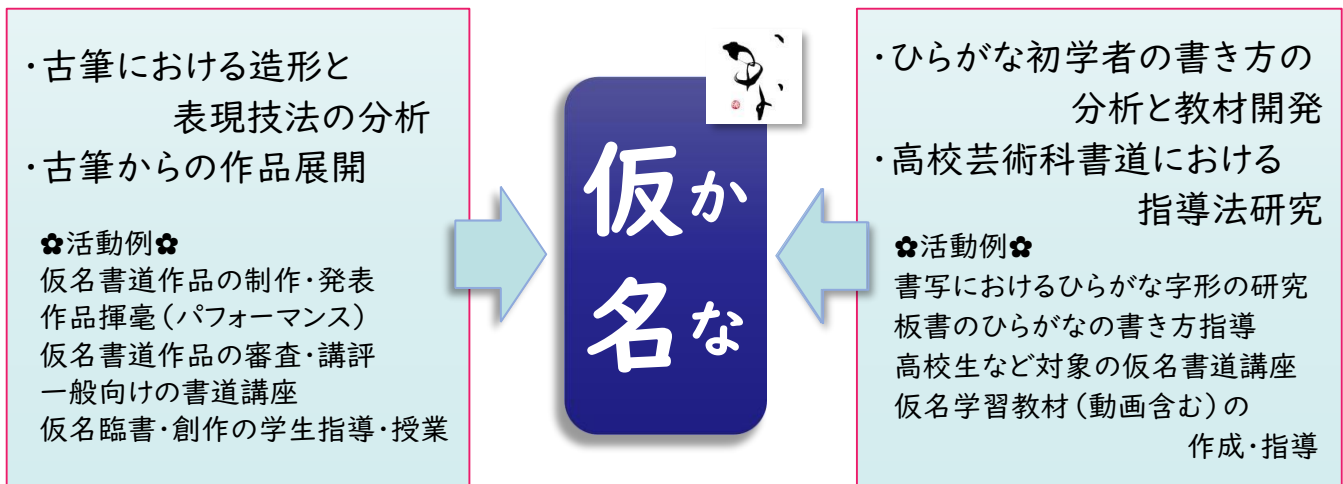 ・古筆における造形と
表現技法の分析
・古筆からの作品展開
✿活動例✿
仮名書道作品の制作・発表
作品揮毫（パフォーマンス）
仮名書道作品の審査・講評
一般向けの書道講座
仮名臨書・創作の学生指導・授業
仮名
かな
・ひらがな初学者の書き方の
分析と教材開発
・高校芸術科書道における
指導法研究
✿活動例✿
書写におけるひらがな字形の研究
板書のひらがなの書き方指導
高校生など対象の仮名書道講座
仮名学習教材（動画含む）の
作成・指導